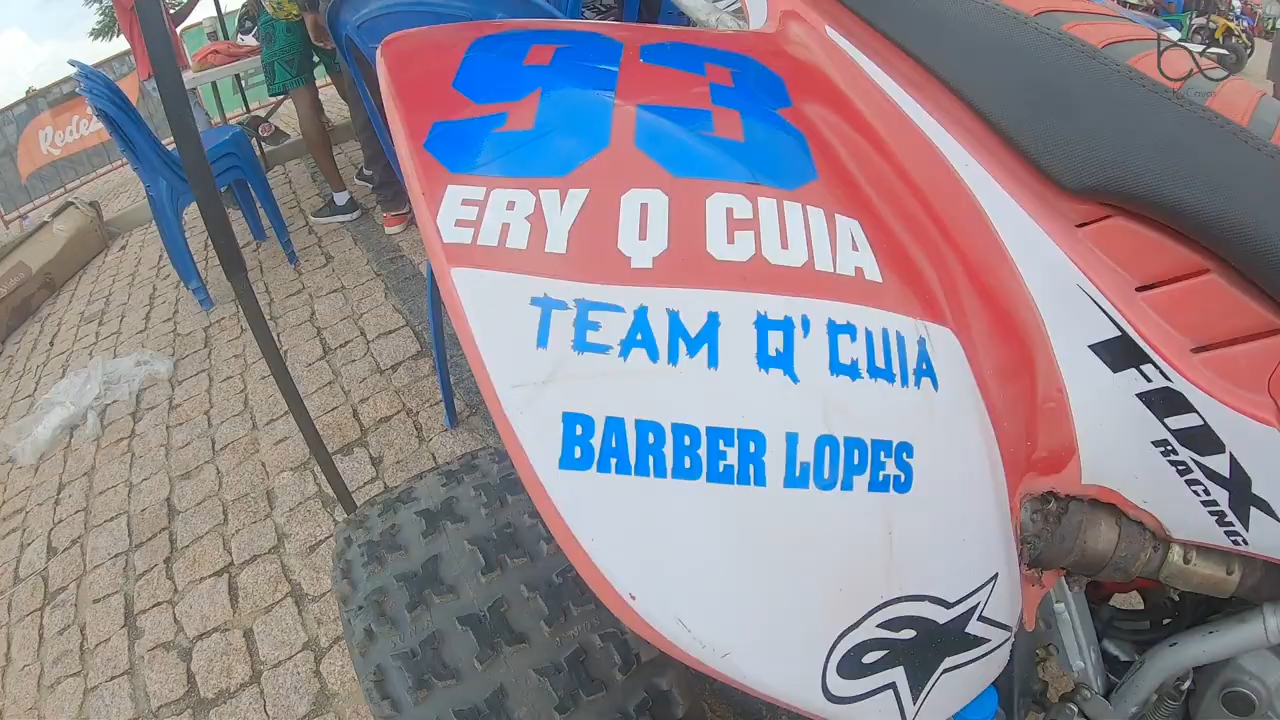 93
ERY Q CUIA
TEAM Q'CUIA
BARBER LOPES
FOX
RACING